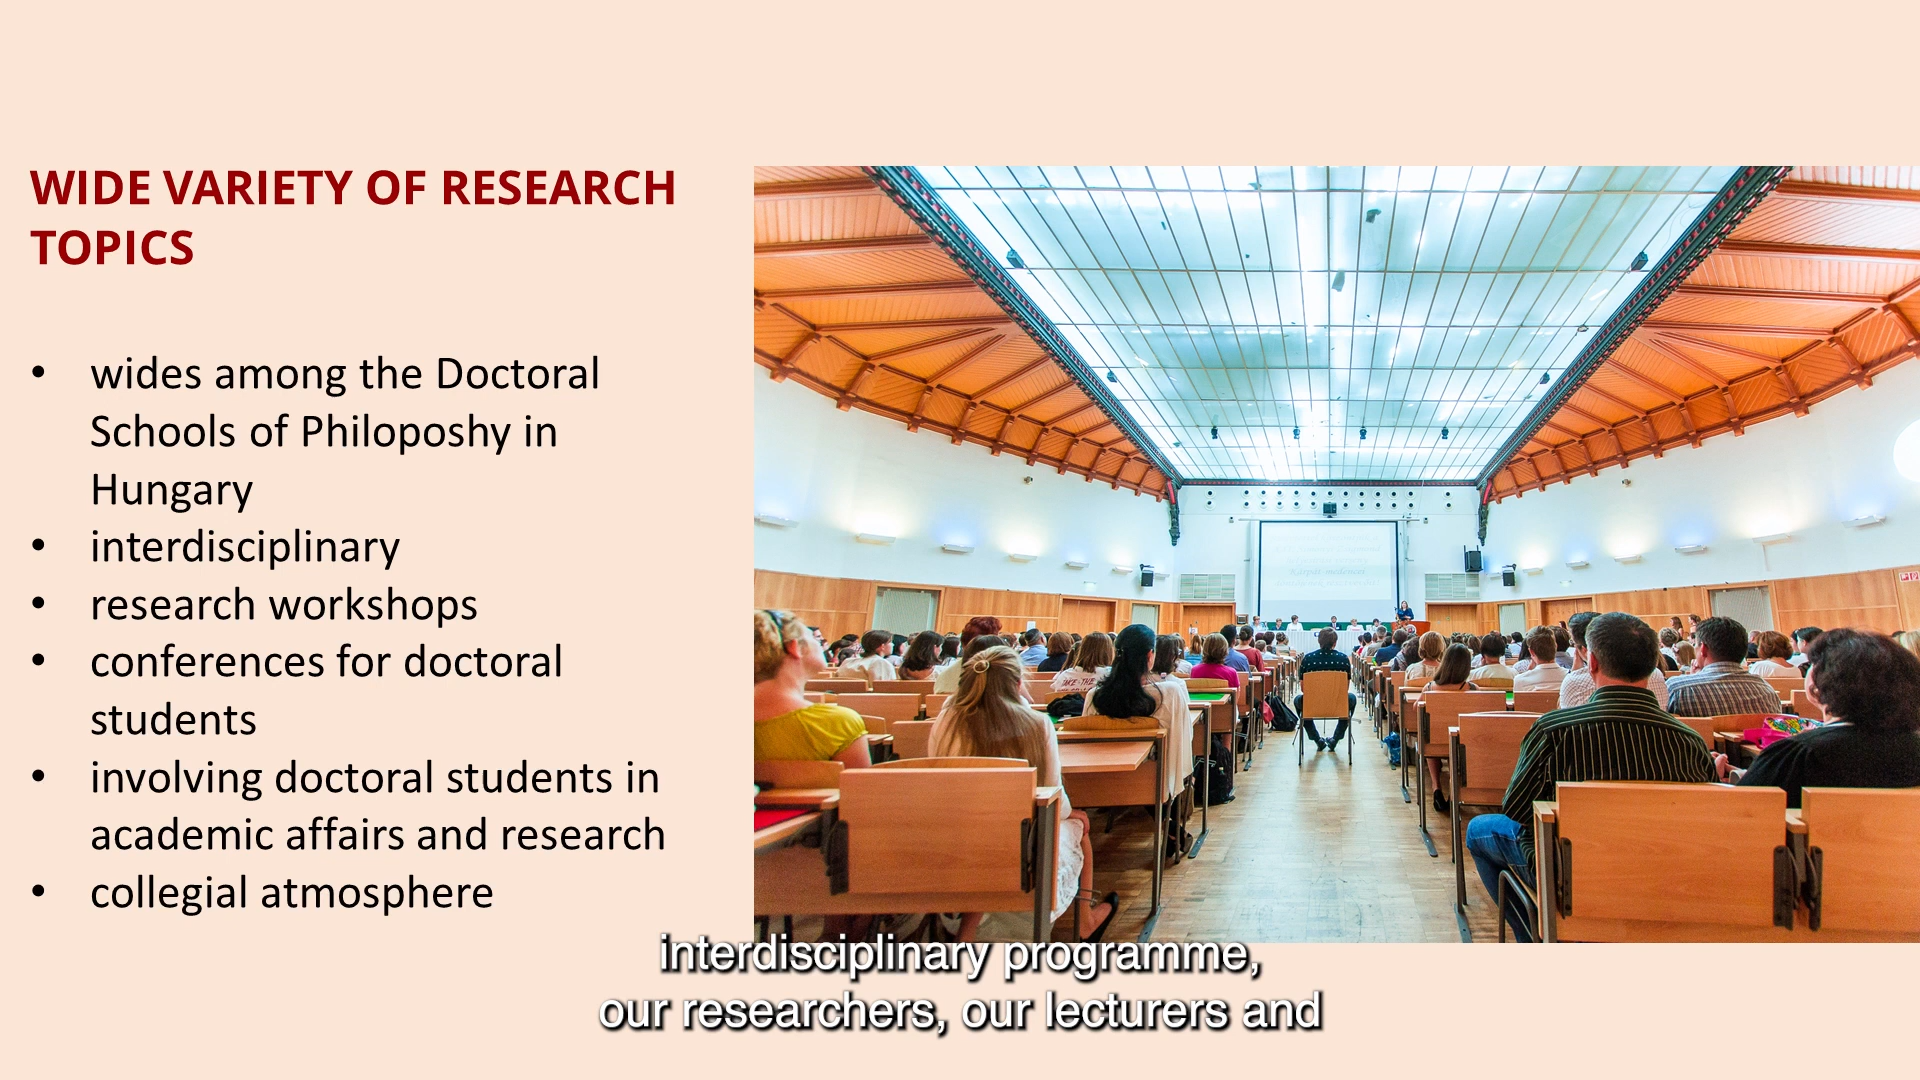 WIDE VARIETY OF RESEARCH
TOPICS
• wides among the Doctoral
Schools of Philoposhy in
Hungary
• interdisciplinary
• research workshops
• conferences for doctoral
students
• involving doctoral students in
academic affairs and research
• collegial atmosphere
interdisciplinary programme,
our researchers, our lecturers and